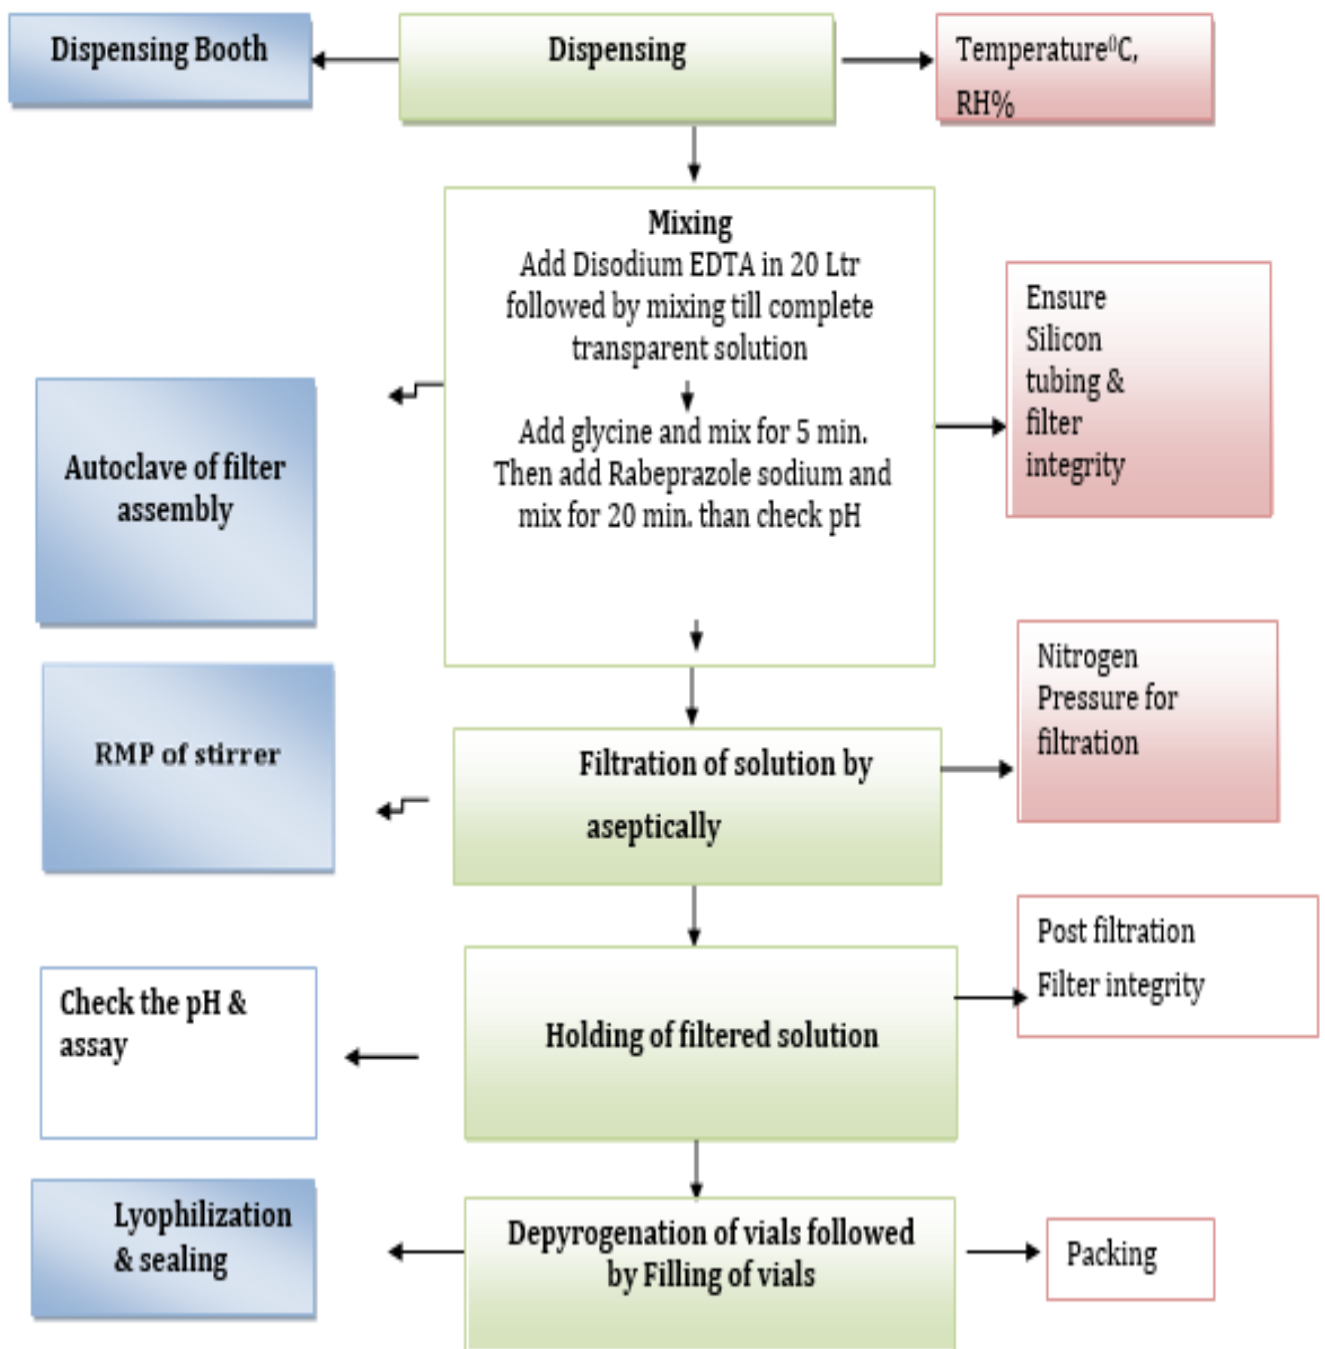 Dispensing Booth
Dispensing
Temperature⁰C,
RH%
Mixing
Add Disodium EDTA in 20 Ltr
followed by mixing till complete
transparent solution
Add glycine and mix for 5 min.
Then add Rabeprazole sodium and
mix for 20 min. than check pH
Ensure
Silicon
tubing &
filter
integrity
Autoclave of filter
assembly
RMP of stirrer
Filtration of solution by
aseptically
Nitrogen
Pressure for
filtration
Holding of filtered solution
Post filtration
Filter integrity
Check the pH &
assay
Depyrogenation of vials followed
by Filling of vials
Lyophilization
& sealing
Packing